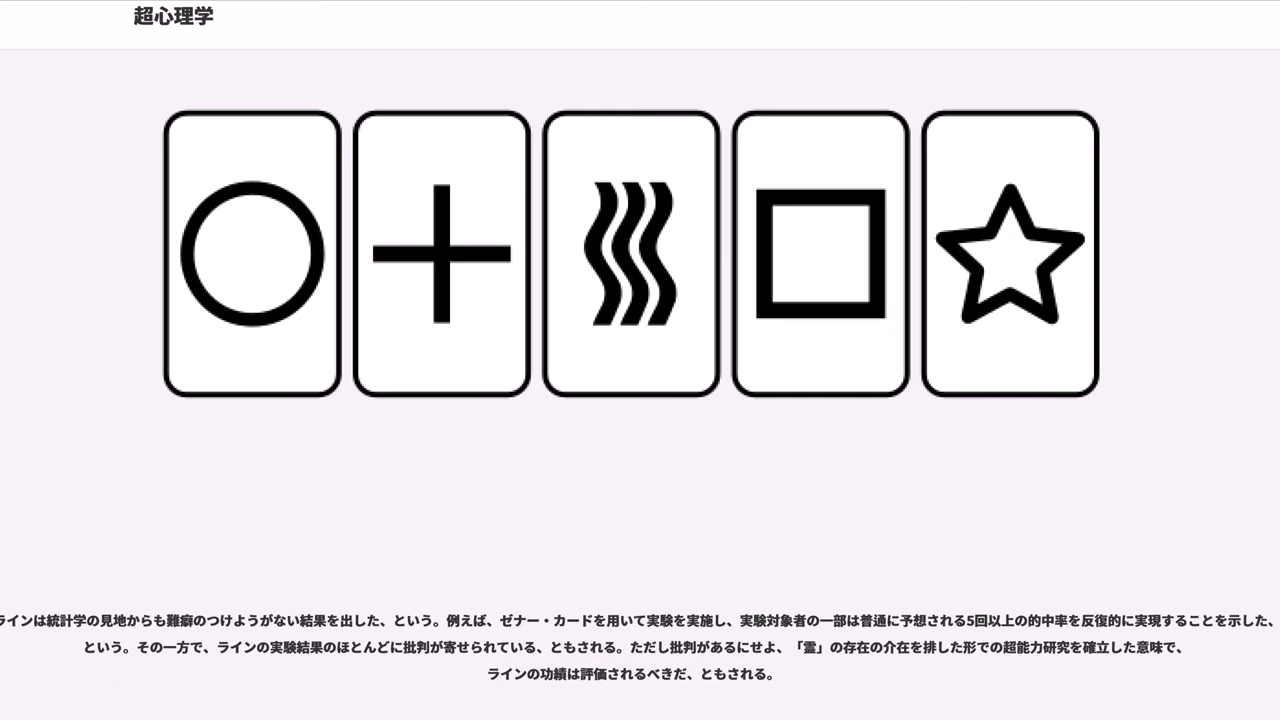 超心理学
ラインは統計学の見地からも難癖のつけようがない結果を出した、という。例えば、ゼナー・カードを用いて実験を実施し、実験対象者の一部は普通に予想される5回以上の的中率を反復的に実現することを示した、
という。その一方で、ラインの実験結果のほとんどに批判が寄せられている、ともされる。ただし批判があるにせよ、「霊」の存在の介在を排した形での超能力研究を確立した意味で、
ラインの功績は評価されるべきだ、ともされる。